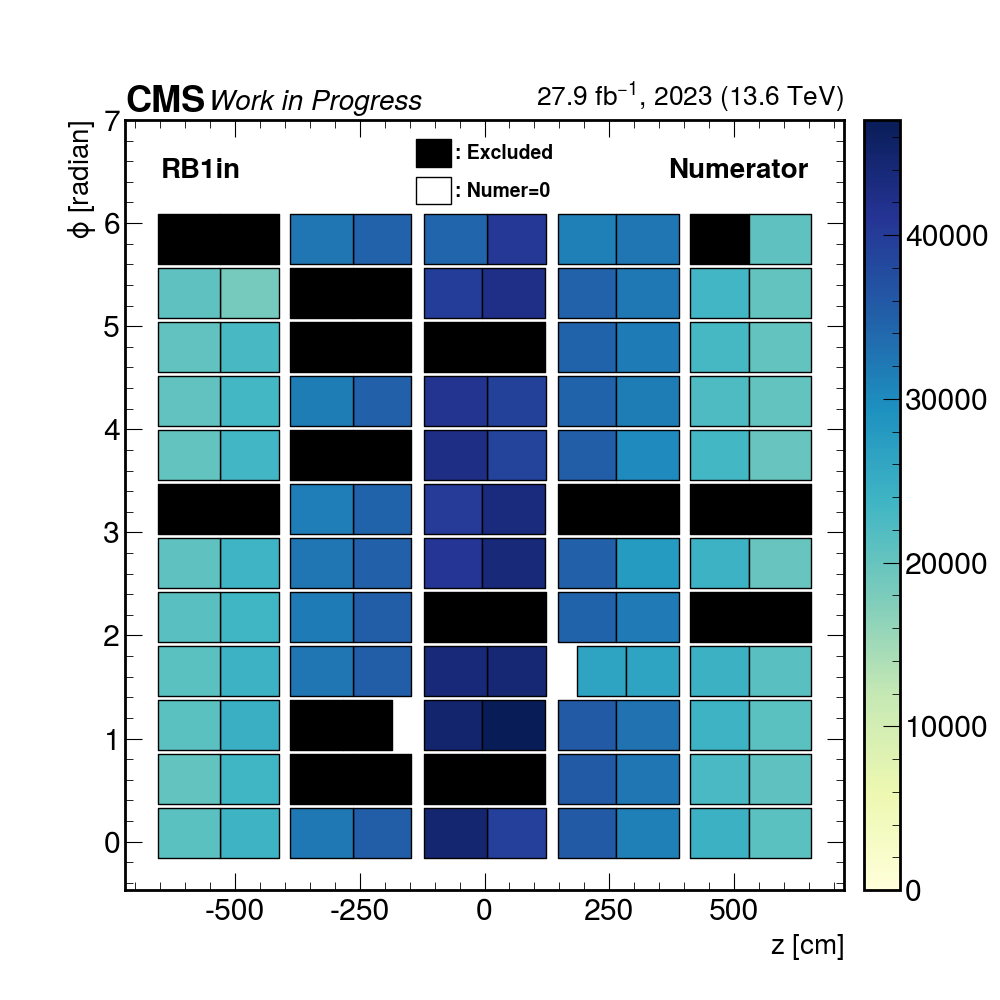 CMS Work in Progress 27.9 fb⁻¹, 2023 (13.6 TeV)
RB1in
: Excluded
: Numer=0
Numerator
ϕ [radian]
7
6
5
4
3
2
1
0
-500 -250 0 250 500
z [cm]
40000
30000
20000
10000
0